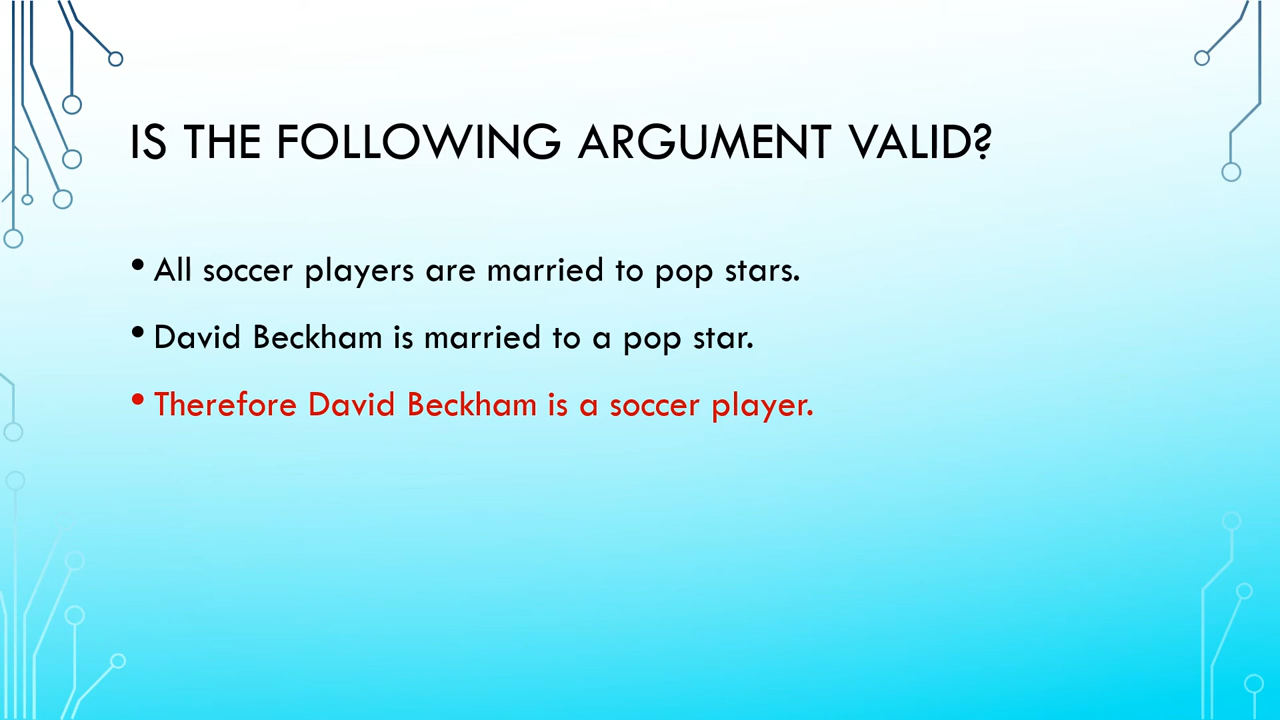 IS THE FOLLOWING ARGUMENT VALID?
• All soccer players are married to pop stars.
• David Beckham is married to a pop star.
• Therefore David Beckham is a soccer player.